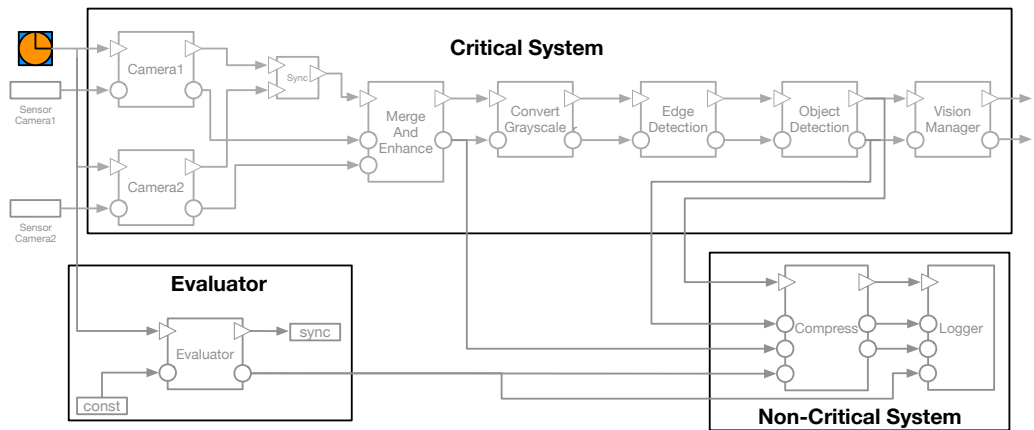 Critical System
Camera1
Sync
Sensor
Camera1
Merge
And
Enhance
Convert
Grayscale
Edge
Detection
Object
Detection
Vision
Manager
Camera2
Sensor
Camera2
Evaluator
sync
Evaluator
const
Compress
Logger
Non-Critical System